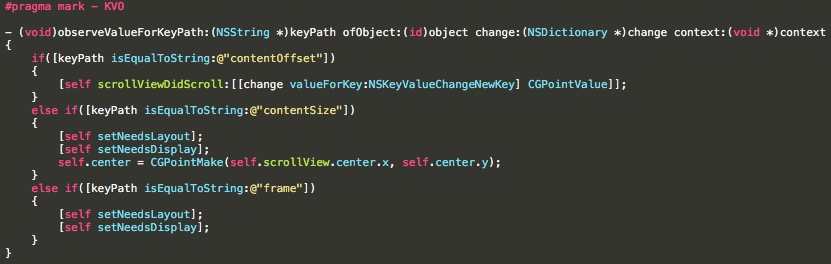 #pragma mark - KVO
- (void)observeValueForKeyPath:(NSString *)keyPath ofObject:(id)object change:(NSDictionary *)change context:(void *)context
{
    if([keyPath isEqualToString:@"contentOffset"])
    {
        [self scrollViewDidScroll:[[change valueForKey:NSKeyValueChangeNewKey] CGPointValue]];
    }
    else if([keyPath isEqualToString:@"contentSize"])
    {
        [self setNeedsLayout];
        [self setNeedsDisplay];
        self.center = CGPointMake(self.scrollView.center.x, self.center.y);
    }
    else if([keyPath isEqualToString:@"frame"])
    {
        [self setNeedsLayout];
        [self setNeedsDisplay];
    }
}